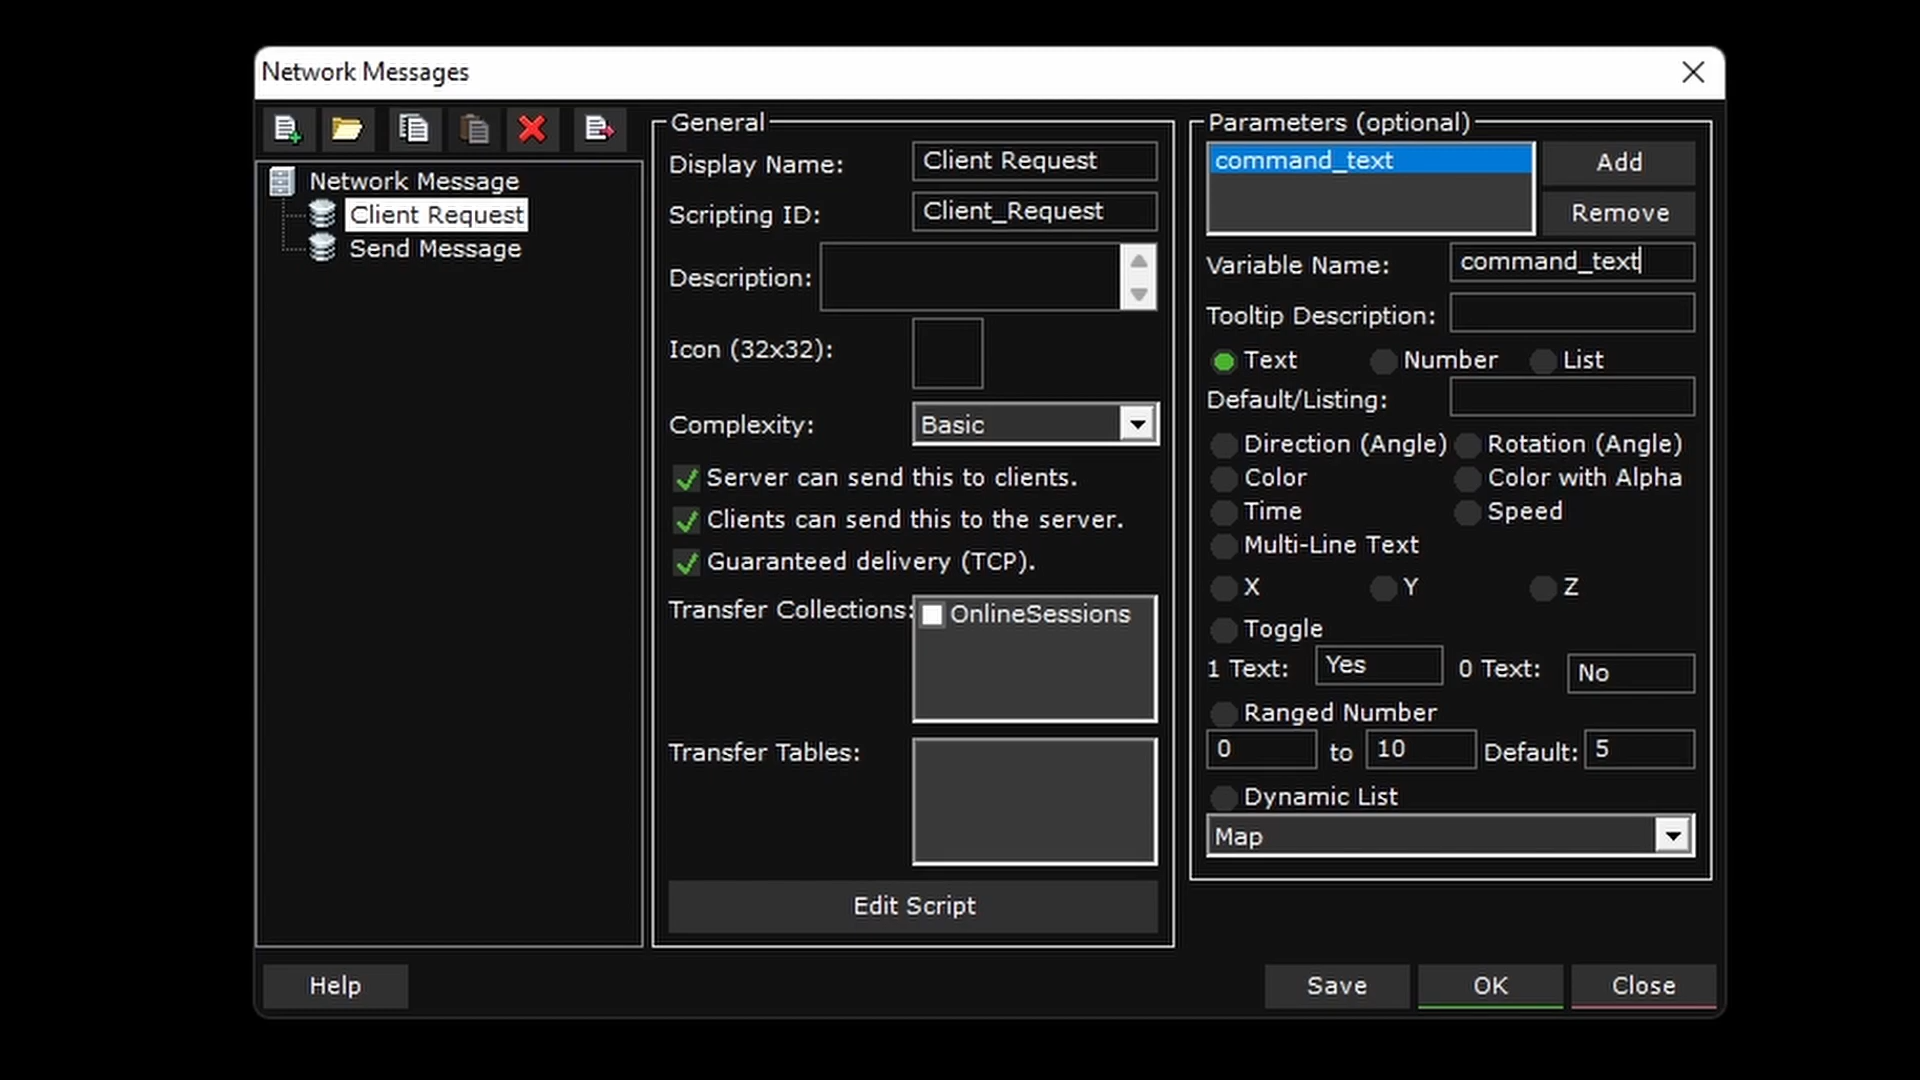 Network Messages
Network Message
Client Request
Send Message
General
Display Name: Client Request
Scripting ID: Client_Request
Description:
Icon (32x32):
Complexity: Basic
Server can send this to clients.
Clients can send this to the server.
Guaranteed delivery (TCP).
Transfer Collections: OnlineSessions
Transfer Tables:
Edit Script
Parameters (optional)
command_text Add
Remove
Variable Name: command_text
Tooltip Description:
Text Number List
Default/Listing:
Direction (Angle) Rotation (Angle)
Color Color with Alpha
Time Speed
Multi-Line Text
X Y Z
Toggle
1 Text: Yes 0 Text: No
Ranged Number
0 to 10 Default: 5
Dynamic List
Map
Help Save OK Close